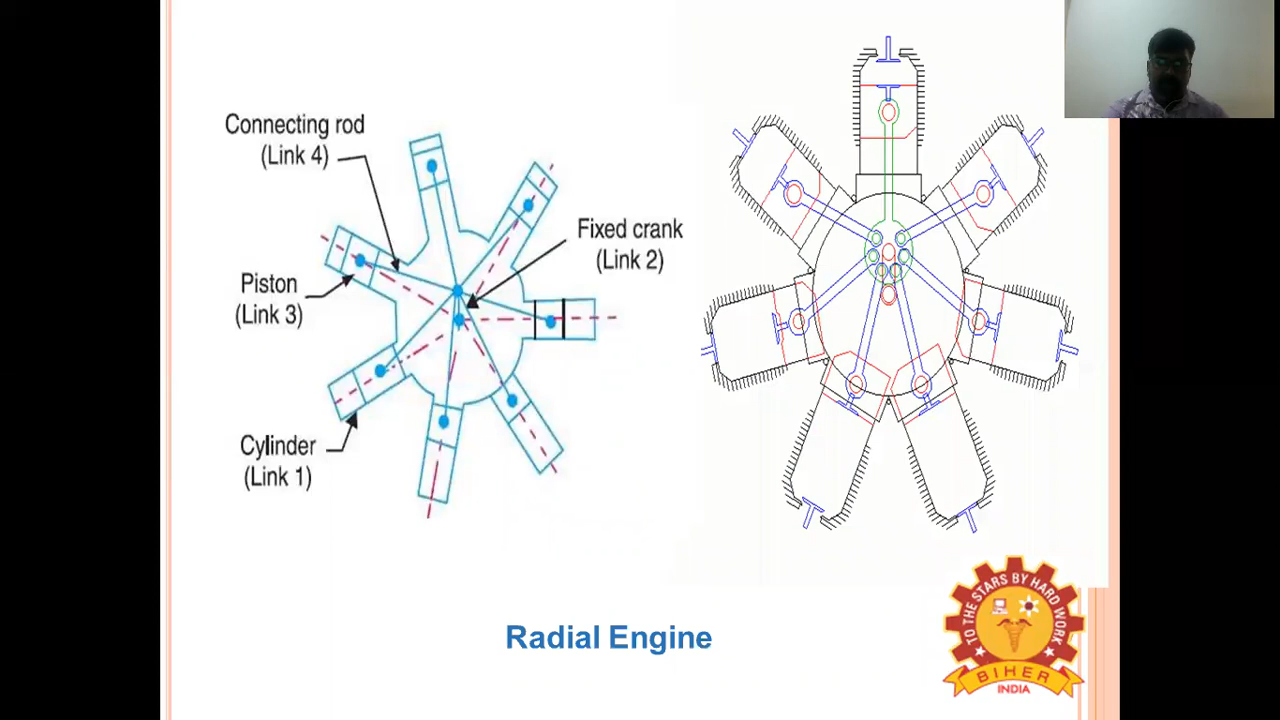 Connecting rod
(Link 4)
Fixed crank
(Link 2)
Piston
(Link 3)
Cylinder
(Link 1)
Radial Engine
TO THE STARS BY HARD WORK
BIHER
INDIA